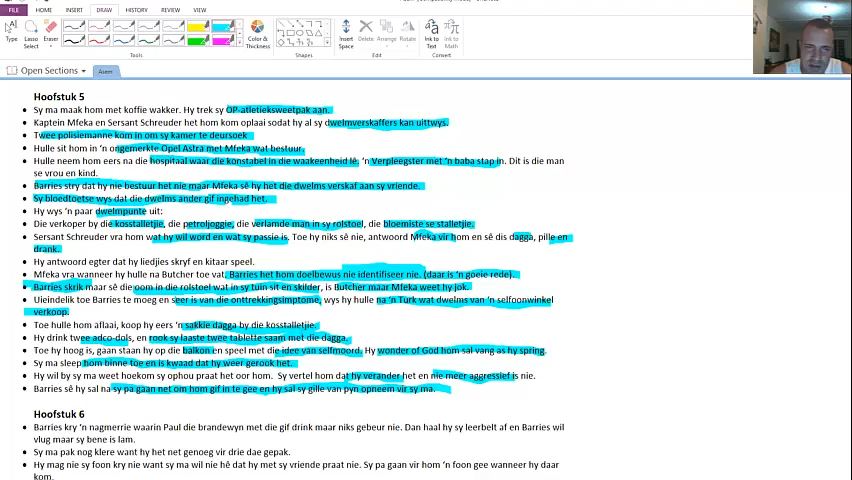 FILE HOME INSERT DRAW HISTORY REVIEW VIEW
Type Lasso Select Eraser Color & Thickness Insert Space Delete Arrange Rotate Ink to Text Ink to Math
Tools Shapes Edit Convert
Open Sections Asem
Hoofstuk 5
• Sy ma maak hom met koffie wakker. Hy trek sy OP-atletieksweetpak aan.
• Kaptein Mfeka en Sersant Schreuder het hom kom oplaai sodat hy al sy dwelmverskaffers kan uittwys.
• Twee polisiemanne kom in om sy kamer te deursoek
• Hulle sit hom in 'n ongemerkte Opel Astra met Mfeka wat bestuur.
• Hulle neem hom eers na die hospitaal waar die konstabel in die waakeenheid lê. 'n Verpleegster met 'n baba stap in. Dit is die man
se vrou en kind.
• Barries stry dat hy nie bestuur het nie maar Mfeka sê hy het die dwelms verskaf aan sy vriende.
• Sy bloedtoetse wys dat die dwelms ander gif ingehad het.
• Hy wys 'n paar dwelmpunte uit:
• Die verkoper by die kosstalletjie, die petroljoggie, die verlamde man in sy rolstoel, die bloemiste se stalletjie.
• Sersant Schreuder vra hom wat hy wil word en wat sy passie is. Toe hy niks sê nie, antwoord Mfeka vir hom en sê dis dagga, pille en
drank.
• Hy antwoord egter dat hy liedjies skryf en kitaar speel.
• Mfeka vra wanneer hy hulle na Butcher toe vat. Barries het hom doelbewus nie identifiseer nie. (daar is 'n goeie rede).
• Barries skrik maar sê die oom in die rolstoel wat in sy tuin sit en skilder, is Butcher maar Mfeka weet hy jok.
• Uieindelik toe Barries te moeg en seer is van die onttrekkingsimptome, wys hy hulle na 'n Turk wat dwelms van 'n selfoonwinkel
verkoop.
• Toe hulle hom aflaai, koop hy eers 'n sakkie dagga by die kosstalletjie.
• Hy drink twee adco-dols, en rook sy laaste twee tablette saam met die dagga.
• Toe hy hoog is, gaan staan hy op die balkon en speel met die idee van selfmoord. Hy wonder of God hom sal vang as hy spring.
• Sy ma sleep hom binne toe en is kwaad dat hy weer gerook het.
• Hy wil by sy ma weet hoekom sy ophou praat het oor hom. Sy vertel hom dat hy verander het en nie meer aggressief is nie.
• Barries sê hy sal na sy pa gaan net om hom gif in te gee en hy sal sy gille van pyn opneem vir sy ma.
Hoofstuk 6
• Barries kry 'n nagmerrie waarin Paul die brandewyn met die gif drink maar niks gebeur nie. Dan haal hy sy leerbelt af en Barries wil
vlug maar sy bene is lam.
• Sy ma pak nog klere want hy het net genoeg vir drie dae gepak.
• Hy mag nie sy foon kry nie want sy ma wil nie hê dat hy met sy vriende praat nie. Sy pa gaan vir hom 'n foon gee wanneer hy daar
kom.